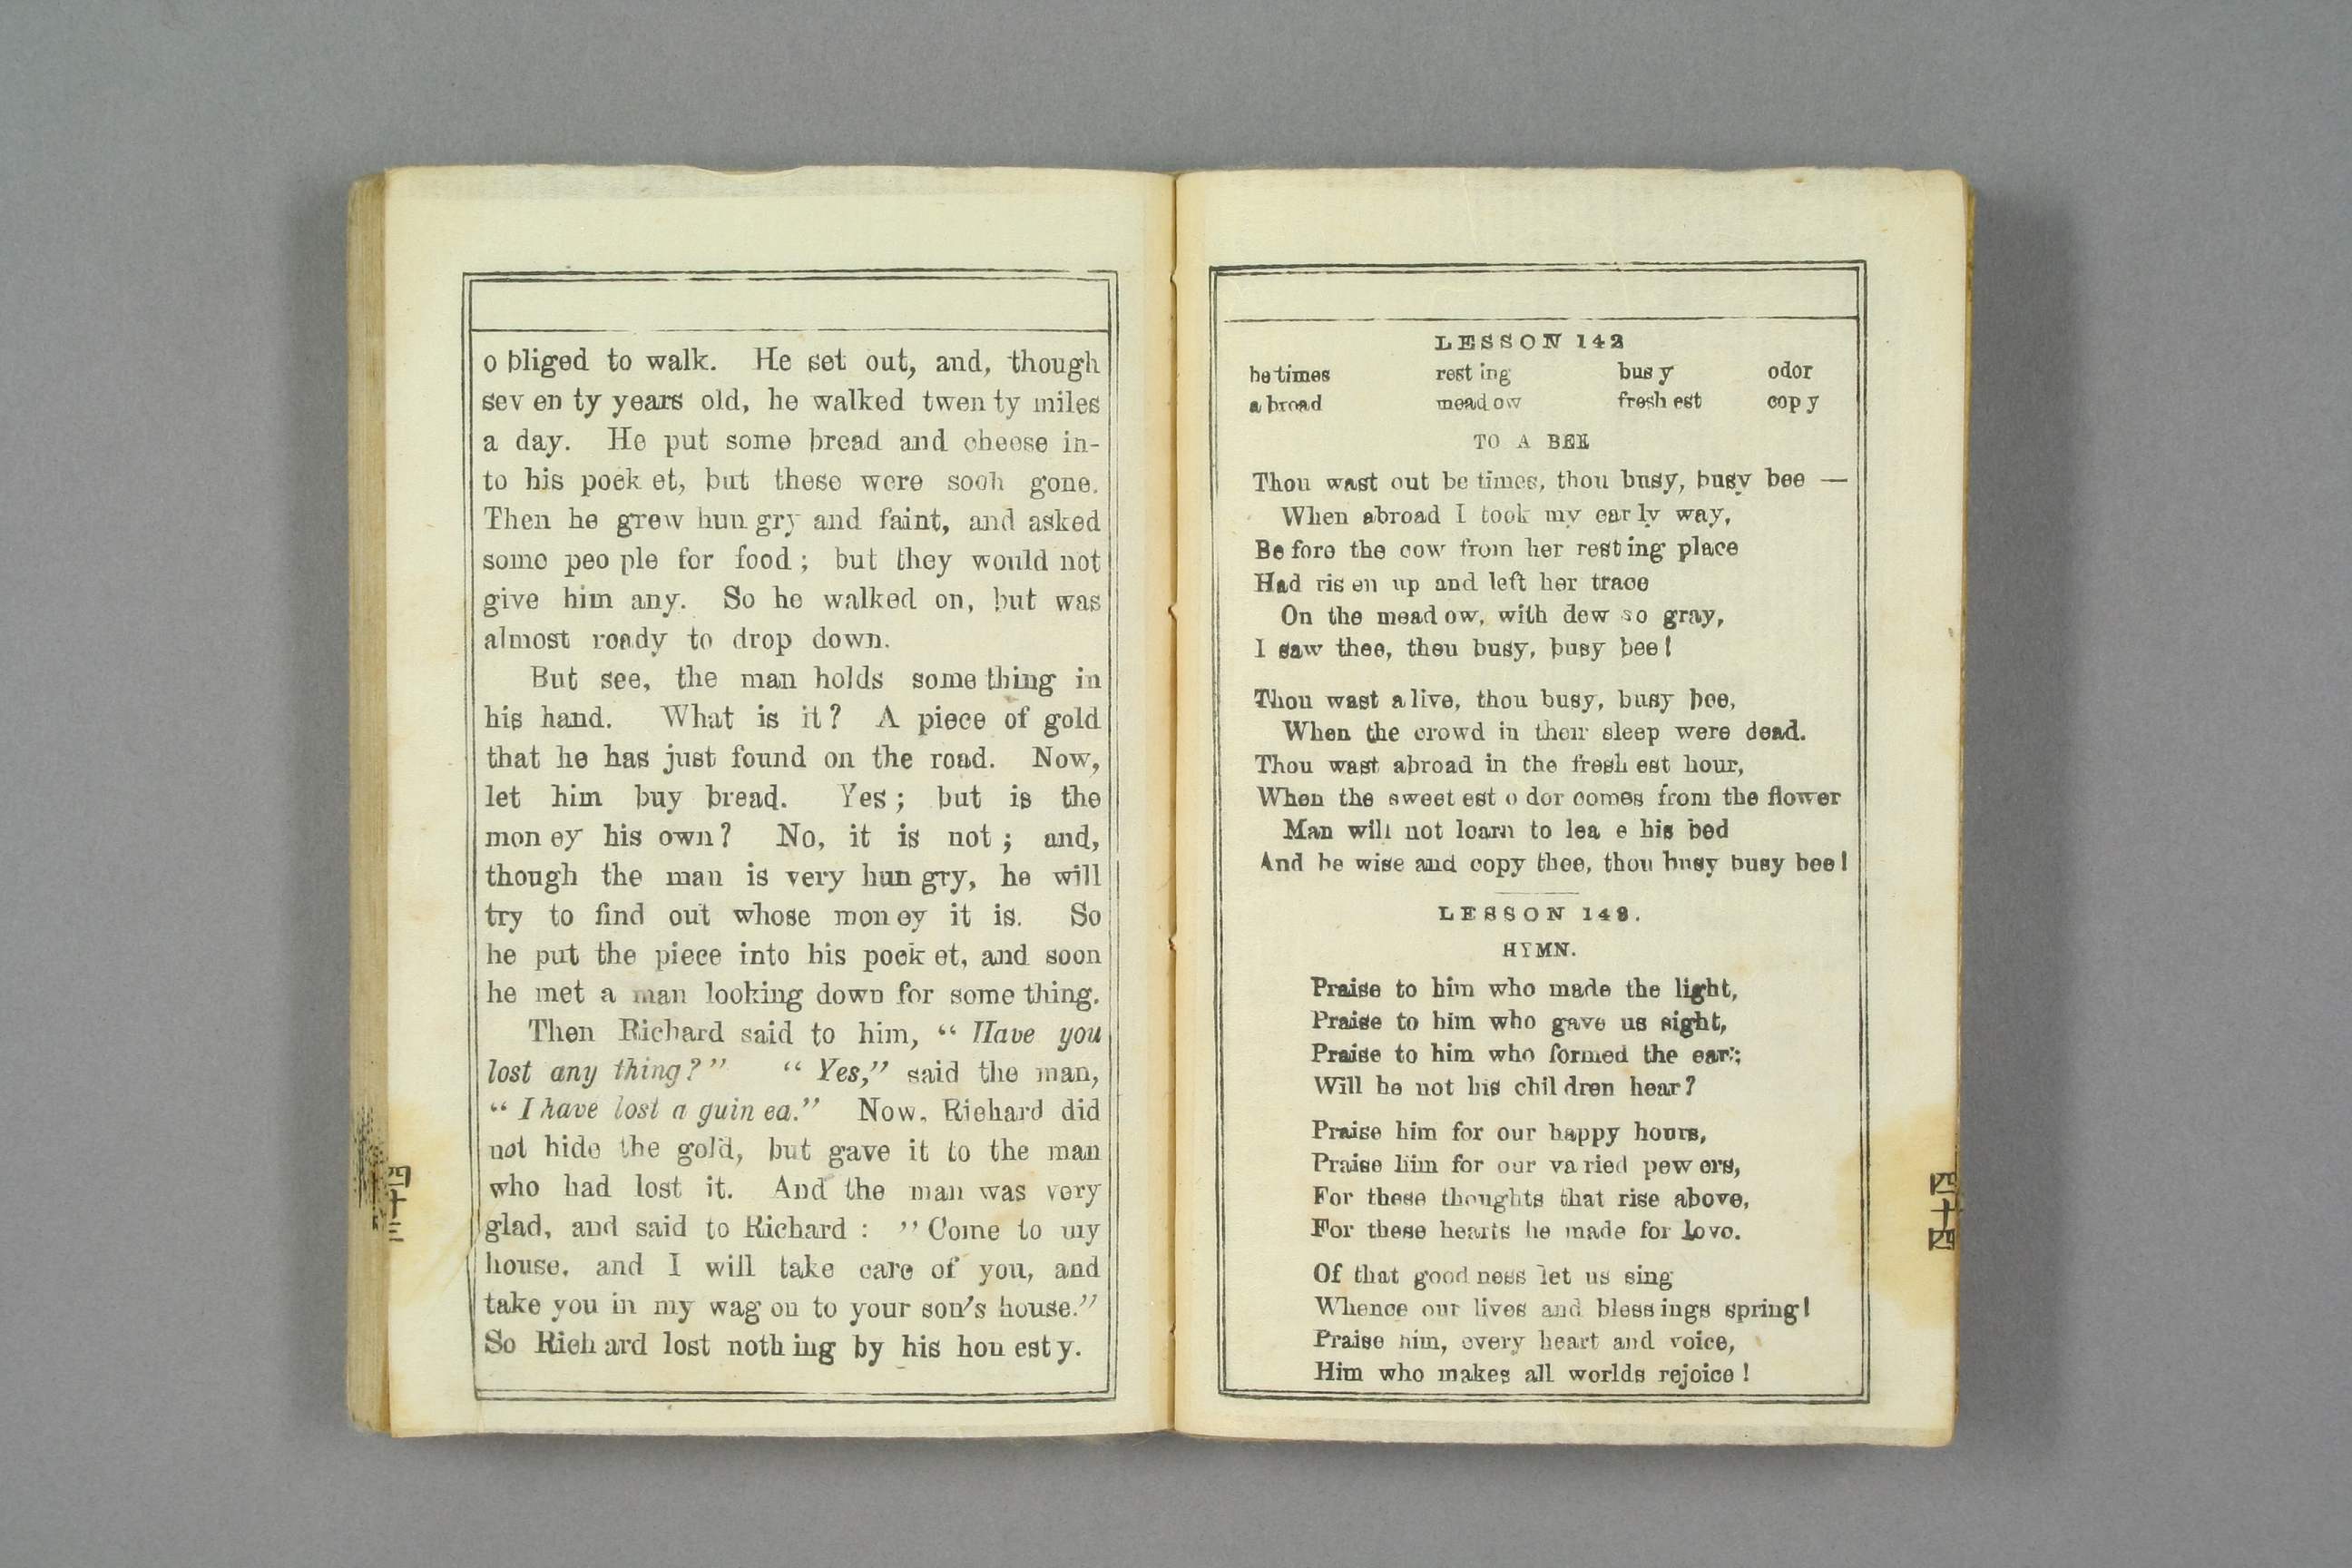 o bliged to walk. He set out, and, though
sev en ty years old, he walked twen ty miles
a day. He put some bread and cheese in-
to his pock et, but these were sooh gone.
Then he grew hun gry and faint, and asked
some peo ple for food ; but they would not
give him any. So he walked on, but was
almost ready to drop down.
But see, the man holds some thing in
his hand. What is it? A piece of gold
that he has just found on the road. Now,
let him buy bread. Yes ; but is the
mon ey his own? No, it is not ; and,
though the man is very hun gry, he will
try to find out whose mon ey it is. So
he put the piece into his pock et, and soon
he met a man looking down for some thing.
Then Richard said to him, “ Have you
lost any thing?” “ Yes,” said the man,
“ I have lost a guin ea.” Now, Richard did
not hide the gold, but gave it to the man
who had lost it. And the man was very
glad, and said to Richard : ” Come to my
house, and I will take care of you, and
take you in my wag on to your son’s house.”
So Rich ard lost noth ing by his hon est y.
四十三
LESSON 142
be times rest ing bus y odor
a broad mead ow fresh est cop y
TO A BEE
Thou wast out be times, thou busy, busy bee —
When abroad I took my ear ly way,
Be fore the cow from her rest ing place
Had ris en up and left her trace
On the mead ow, with dew so gray,
I saw thee, thou busy, busy bee!
Thou wast a live, thou busy, busy bee,
When the crowd in their sleep were dead.
Thou wast abroad in the fresh est hour,
When the sweet est o dor comes from the flower
Man will not learn to lea e his bed
And be wise and copy thee, thou busy busy bee!
LESSON 143.
HYMN.
Praise to him who made the light,
Praise to him who gave us sight,
Praise to him who formed the ear;
Will he not his chil dren hear?
Praise him for our happy hours,
Praise him for our va ried pow ers,
For these thoughts that rise above,
For these hearts he made for love.
Of that good ness let us sing
Whence our lives and bless ings spring!
Praise him, every heart and voice,
Him who makes all worlds rejoice !
四十四